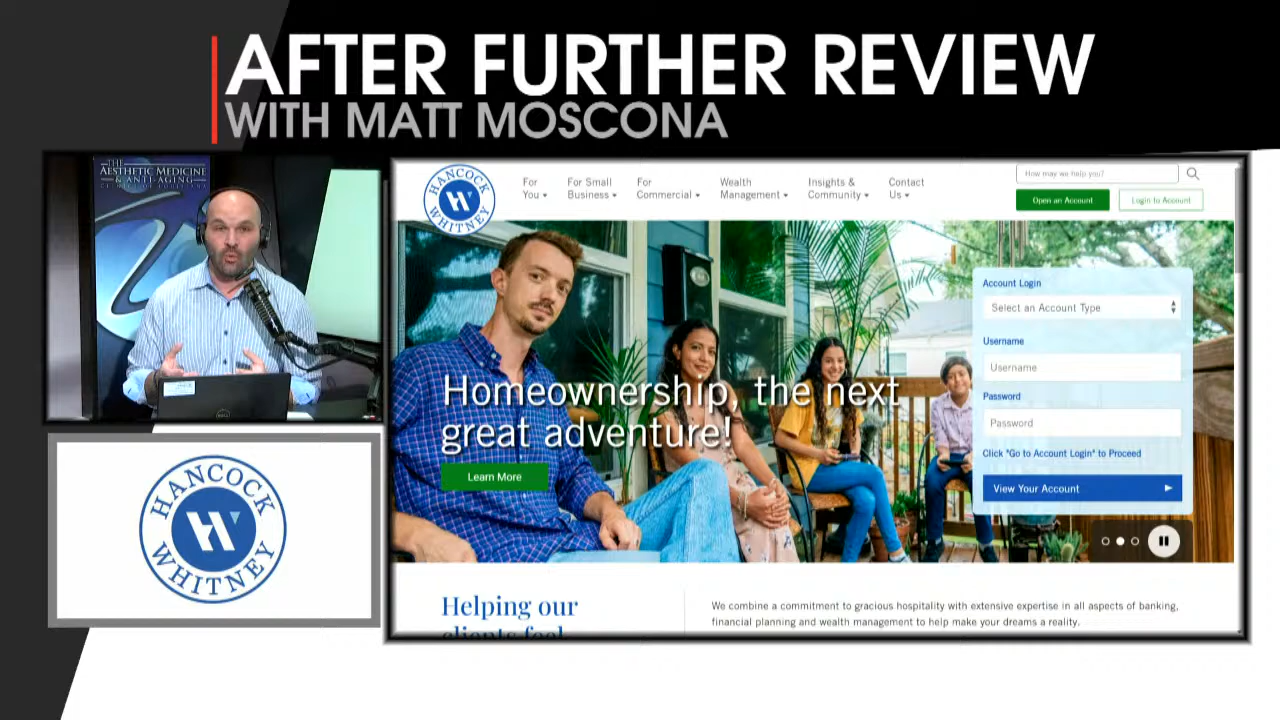 AFTER FURTHER REVIEW
WITH MATT MOSCONA
THE
AESTHETIC MEDICINE
& ANTI-AGING
HANCOCK
WHITNEY
For
You
For Small
Business
For
Commercial
Wealth
Management
Insights &
Community
Contact
Us
How may we help you?
Open an Account
Login to Account
Homeownership, the next
great adventure!
Learn More
Account Login
Select an Account Type
Username
Username
Password
Password
Click "Go to Account Login" to Proceed
View Your Account
HANCOCK
WHITNEY
Helping our
clients feel
We combine a commitment to gracious hospitality with extensive expertise in all aspects of banking,
financial planning and wealth management to help make your dreams a reality.